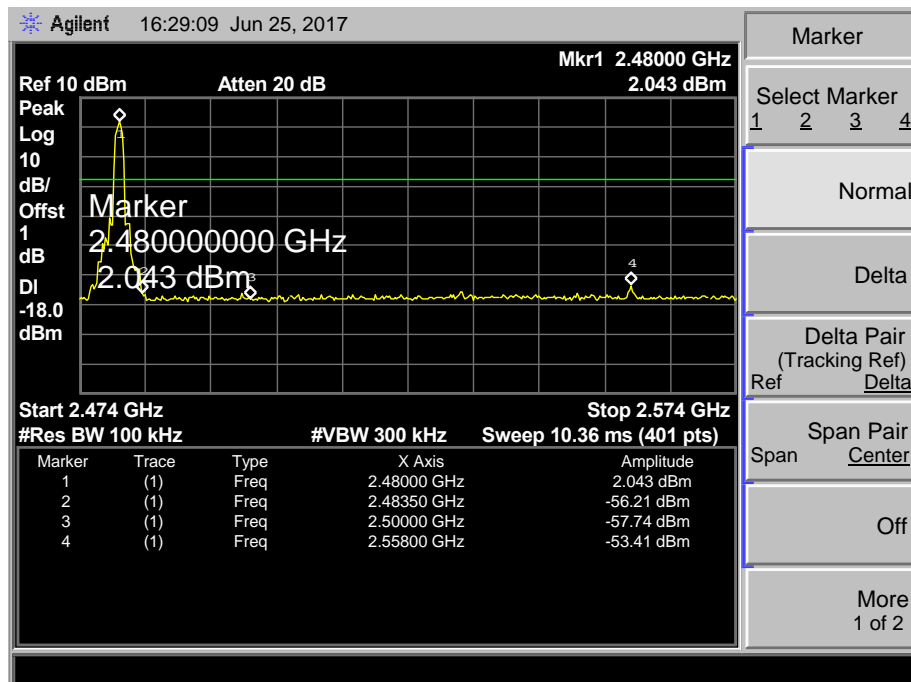 Agilent 16:29:09 Jun 25, 2017
Mkr1 2.48000 GHz
Ref 10 dBm Atten 20 dB 2.043 dBm
Peak
Log
10
dB/
Offst
1
dB
DI
-18.0
dBm
1
2
3
4
Marker
2.480000000 GHz
2.043 dBm
Start 2.474 GHz Stop 2.574 GHz
#Res BW 100 kHz #VBW 300 kHz Sweep 10.36 ms (401 pts)
Marker Trace Type X Axis Amplitude
1 (1) Freq 2.48000 GHz 2.043 dBm
2 (1) Freq 2.48350 GHz -56.21 dBm
3 (1) Freq 2.50000 GHz -57.74 dBm
4 (1) Freq 2.55800 GHz -53.41 dBm
Marker
Select Marker
1 2 3 4
Normal
Delta
Delta Pair
(Tracking Ref)
Ref Delta
Span Pair
Span Center
Off
More
1 of 2